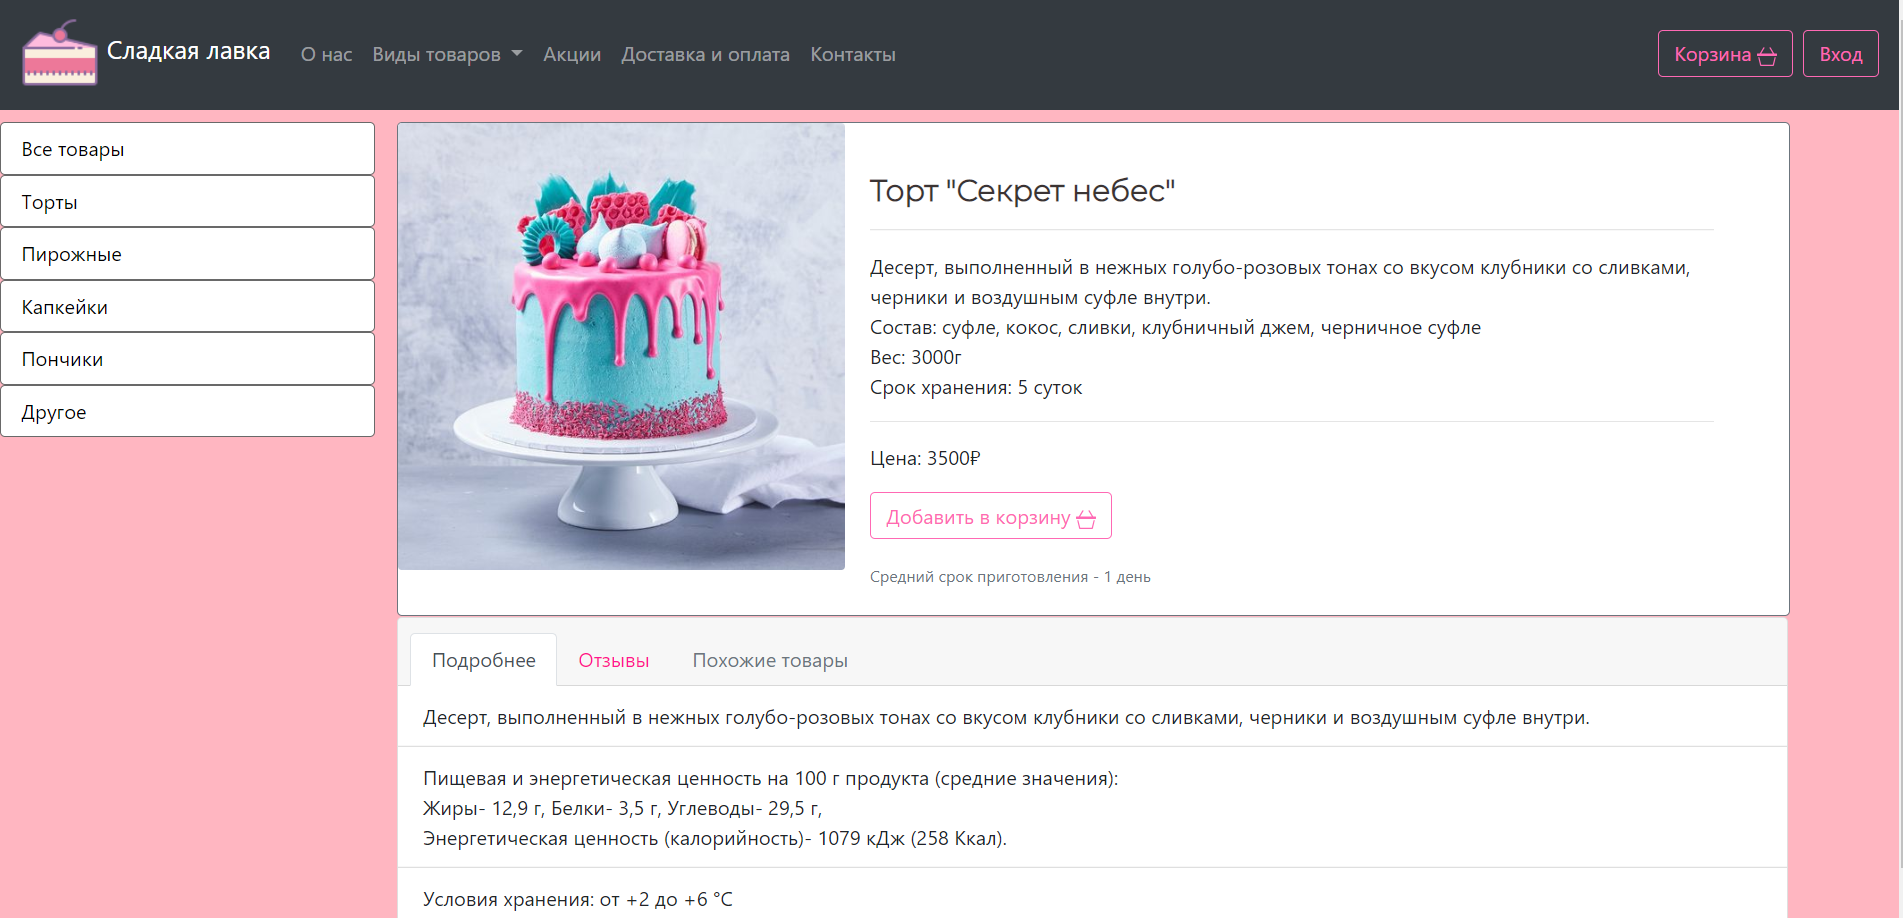 Сладкая лавка
О нас
Виды товаров
Акции
Доставка и оплата
Контакты
Корзина
Вход
Все товары
Торты
Пирожные
Капкейки
Пончики
Другое
Торт "Секрет небес"
Десерт, выполненный в нежных голубо-розовых тонах со вкусом клубники со сливками,
черники и воздушным суфле внутри.
Состав: суфле, кокос, сливки, клубничный джем, черничное суфле
Вес: 3000г
Срок хранения: 5 суток
Цена: 3500₽
Добавить в корзину
Средний срок приготовления - 1 день
Подробнее
Отзывы
Похожие товары
Десерт, выполненный в нежных голубо-розовых тонах со вкусом клубники со сливками, черники и воздушным суфле внутри.
Пищевая и энергетическая ценность на 100 г продукта (средние значения):
Жиры- 12,9 г, Белки- 3,5 г, Углеводы- 29,5 г,
Энергетическая ценность (калорийность)- 1079 кДж (258 Ккал).
Условия хранения: от +2 до +6 °C